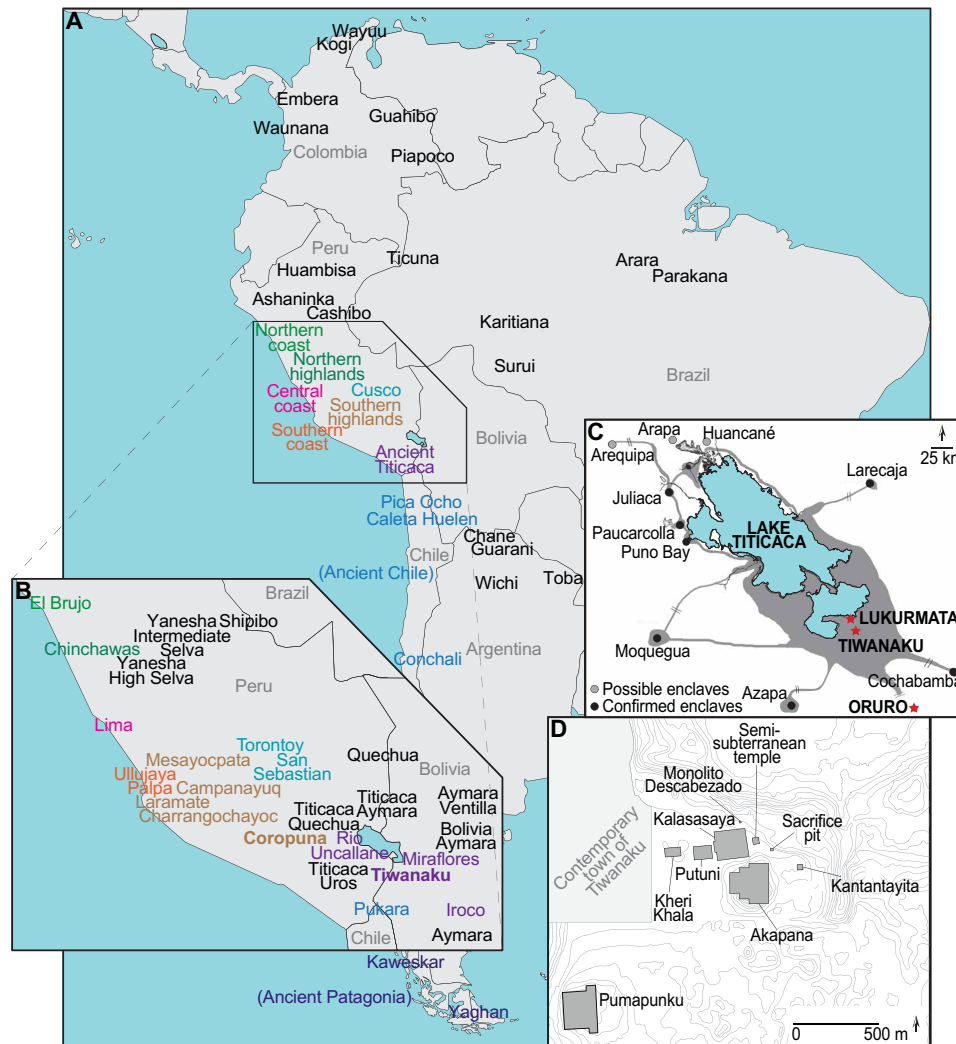 A
Wayuu
Kogi
Embera
Waunana
Guahibo
Colombia
Piapoco
Peru
Huambisa
Ticuna
Arara
Parakana
Ashaninka
Cashibo
Karitiana
Surui
Brazil
Northern
coast
Northern
highlands
Central
coast
Cusco
Southern
highlands
Southern
coast
Ancient
Titicaca
Bolivia
Pica Ocho
Caleta Huelen
Chane
Guarani
Chile
(Ancient Chile)
Wichi
Toba
Conchali
Argentina
Kaweskar
(Ancient Patagonia)
Yaghan
B
El Brujo
Brazil
Yanesha
Intermediate
Selva
Shipibo
Chinchawas
Yanesha
High Selva
Peru
Lima
Torontoy
San
Sebastian
Quechua
Mesayocpata
Bolivia
Ullujaya
Palpa
Campanayuq
Laramate
Charrangochayoc
Titicaca
Quechua
Titicaca
Aymara
Aymara
Ventilla
Bolivia
Aymara
Coropuna
Rio
Uncallane
Miraflores
Titicaca
Uros
Tiwanaku
Pukara
Iroco
Chile
Aymara
C
Arapa
Huancané
Arequipa
25 km
Larecaja
Juliaca
Paucarcolla
Puno Bay
LAKE
TITICACA
LUKURMATA
TIWANAKU
Moquegua
Cochabamba
Azapa
Possible enclaves
Confirmed enclaves
ORURO
D
Semi-
subterranean
temple
Monolito
Descabezado
Kalasasaya
Sacrifice
pit
Contemporary
town of
Tiwanaku
Putuni
Kantantayita
Kheri
Khala
Akapana
Pumapunku
0 500 m